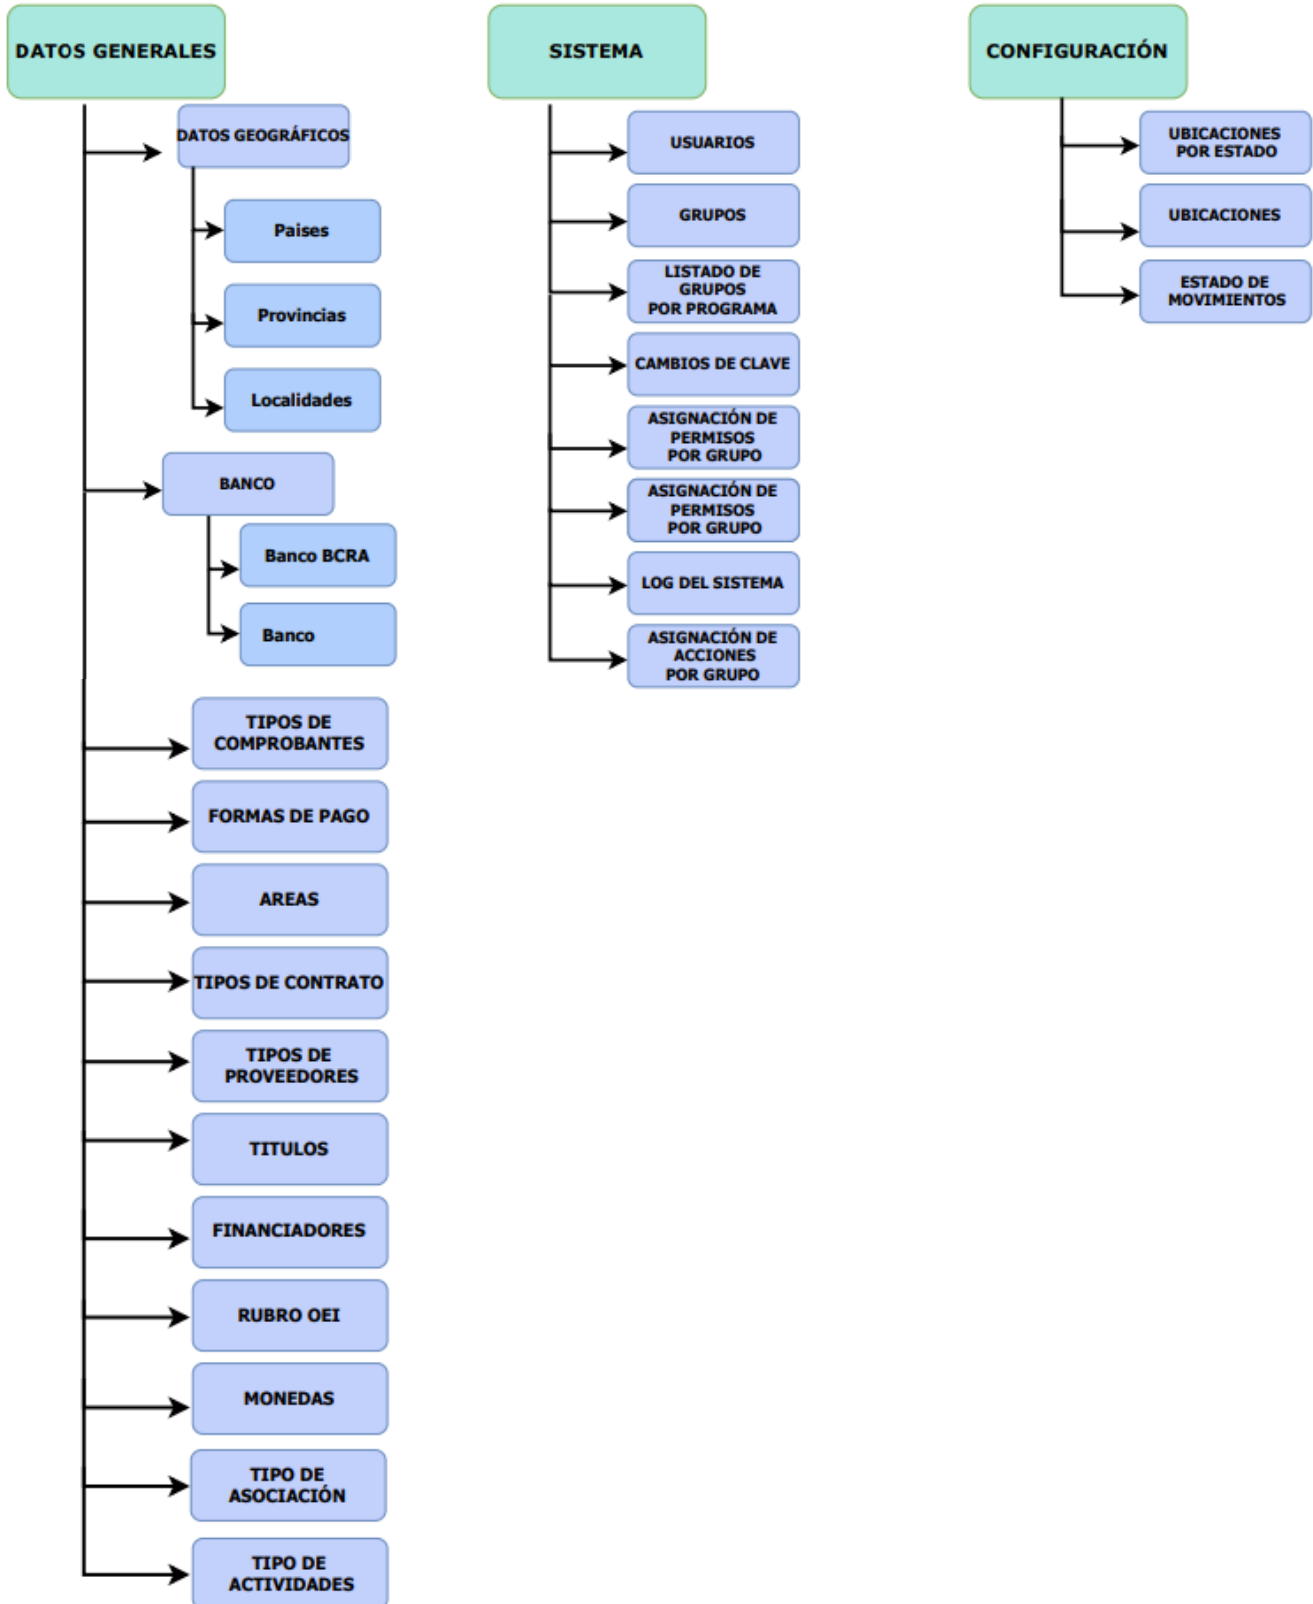 DATOS GENERALES
DATOS GEOGRÁFICOS
Paises
Provincias
Localidades
BANCO
Banco BCRA
Banco
TIPOS DE
COMPROBANTES
FORMAS DE PAGO
AREAS
TIPOS DE CONTRATO
TIPOS DE
PROVEEDORES
TITULOS
FINANCIADORES
RUBRO OEI
MONEDAS
TIPO DE
ASOCIACIÓN
TIPO DE
ACTIVIDADES
SISTEMA
USUARIOS
GRUPOS
LISTADO DE
GRUPOS
POR PROGRAMA
CAMBIOS DE CLAVE
ASIGNACIÓN DE
PERMISOS
POR GRUPO
ASIGNACIÓN DE
PERMISOS
POR GRUPO
LOG DEL SISTEMA
ASIGNACIÓN DE
ACCIONES
POR GRUPO
CONFIGURACIÓN
UBICACIONES
POR ESTADO
UBICACIONES
ESTADO DE
MOVIMIENTOS